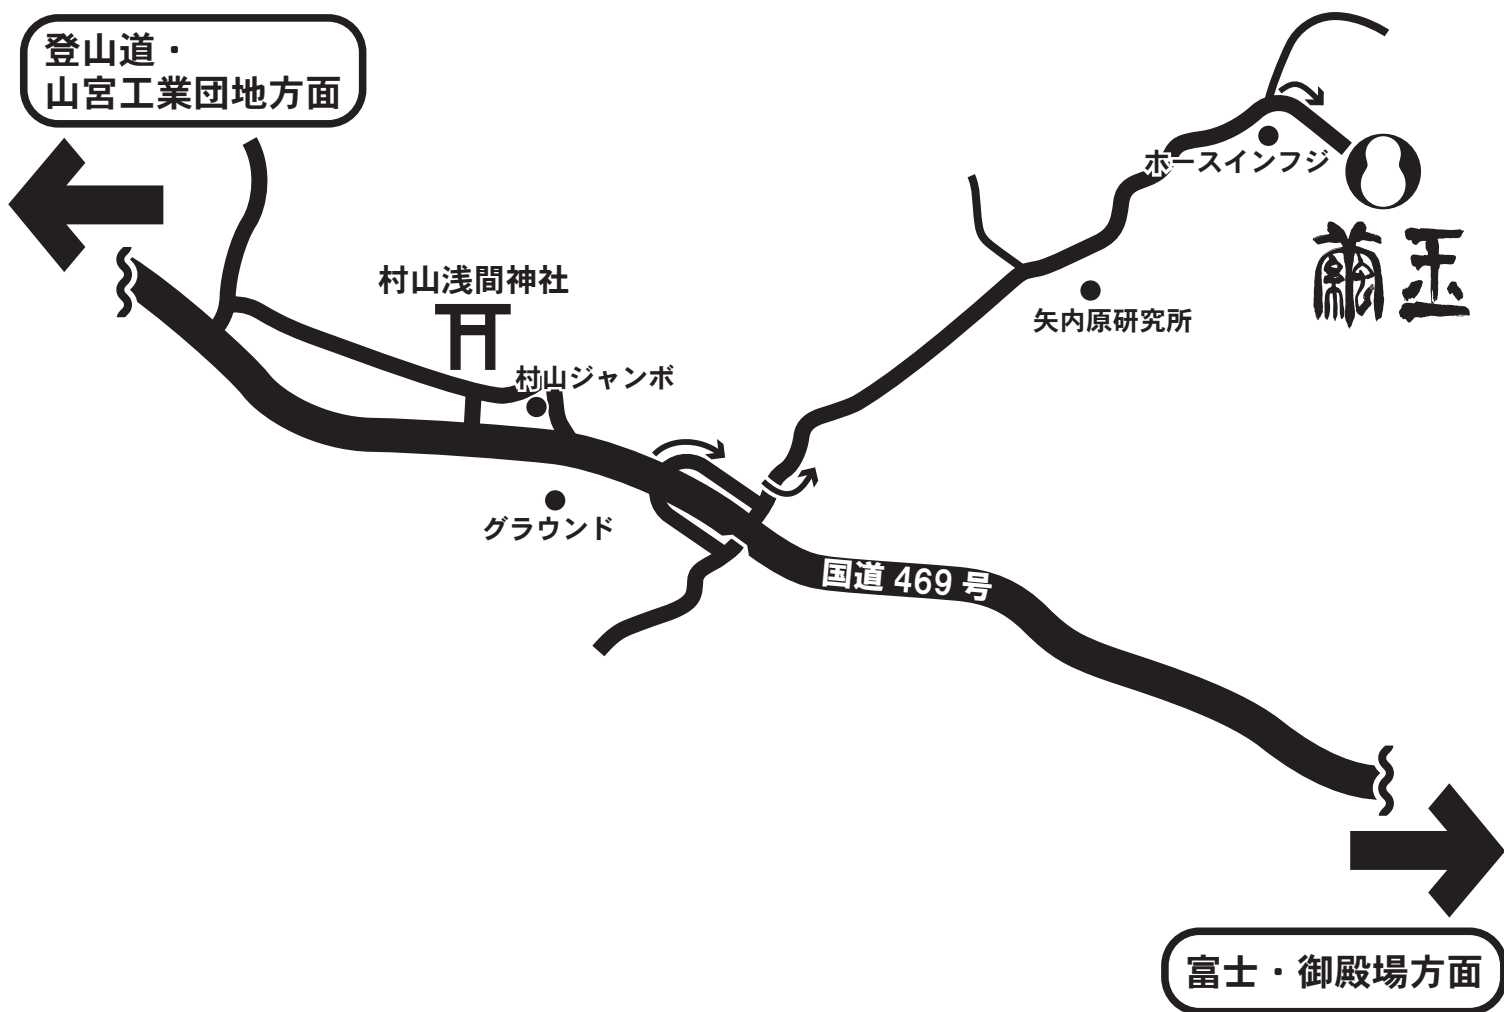 登山道・
山宮工業団地方面
ホースインフジ
繭玉
村山浅間神社
矢内原研究所
村山ジャンボ
グラウンド
国道 469 号
富士・御殿場方面